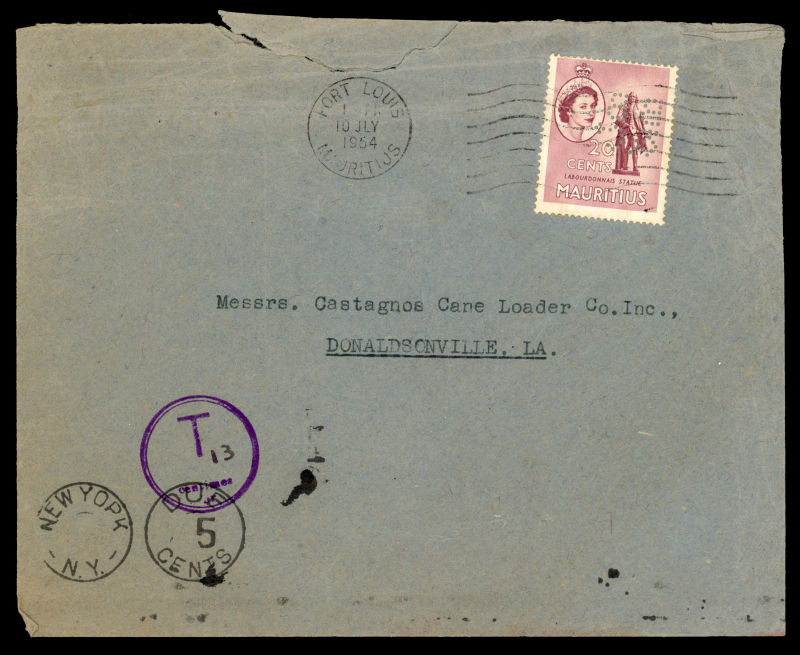 PORT LOUIS
10 JLY
1954
MAURITIUS
20
CENTS
LABOURDONNAIS STATUE
MAURITIUS
Messrs. Castagnos Cane Loader Co.Inc.,
DONALDSONVILLE, LA.
T
13
centimes
NEW YORK
N.Y.
DUE
5
CENTS